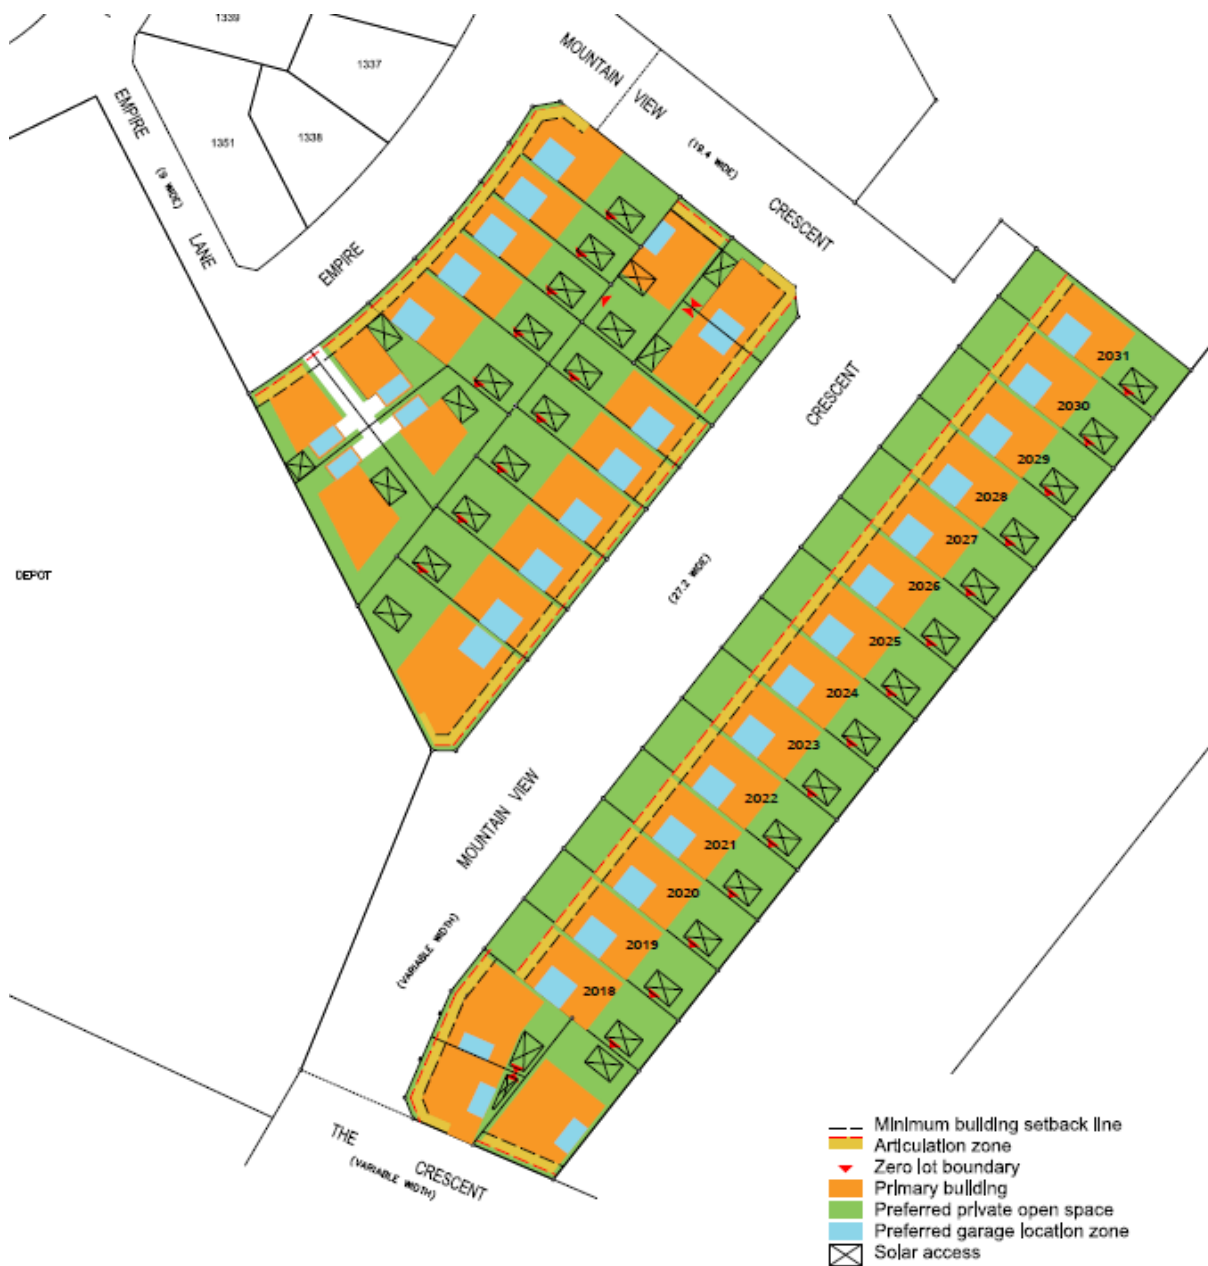 1339
1337
1351
1338
EMPIRE
(9 WIDE)
LANE
EMPIRE
MOUNTAIN
VIEW
(19.4 WIDE)
CRESCENT
CRESCENT
(27.2 WIDE)
DEPOT
MOUNTAIN VIEW
(VARIABLE WIDTH)
THE CRESCENT
(VARIABLE WIDTH)
2031
2030
2029
2028
2027
2026
2025
2024
2023
2022
2021
2020
2019
2018
Minimum building setback line
Articulation zone
Zero lot boundary
Primary building
Preferred private open space
Preferred garage location zone
Solar access